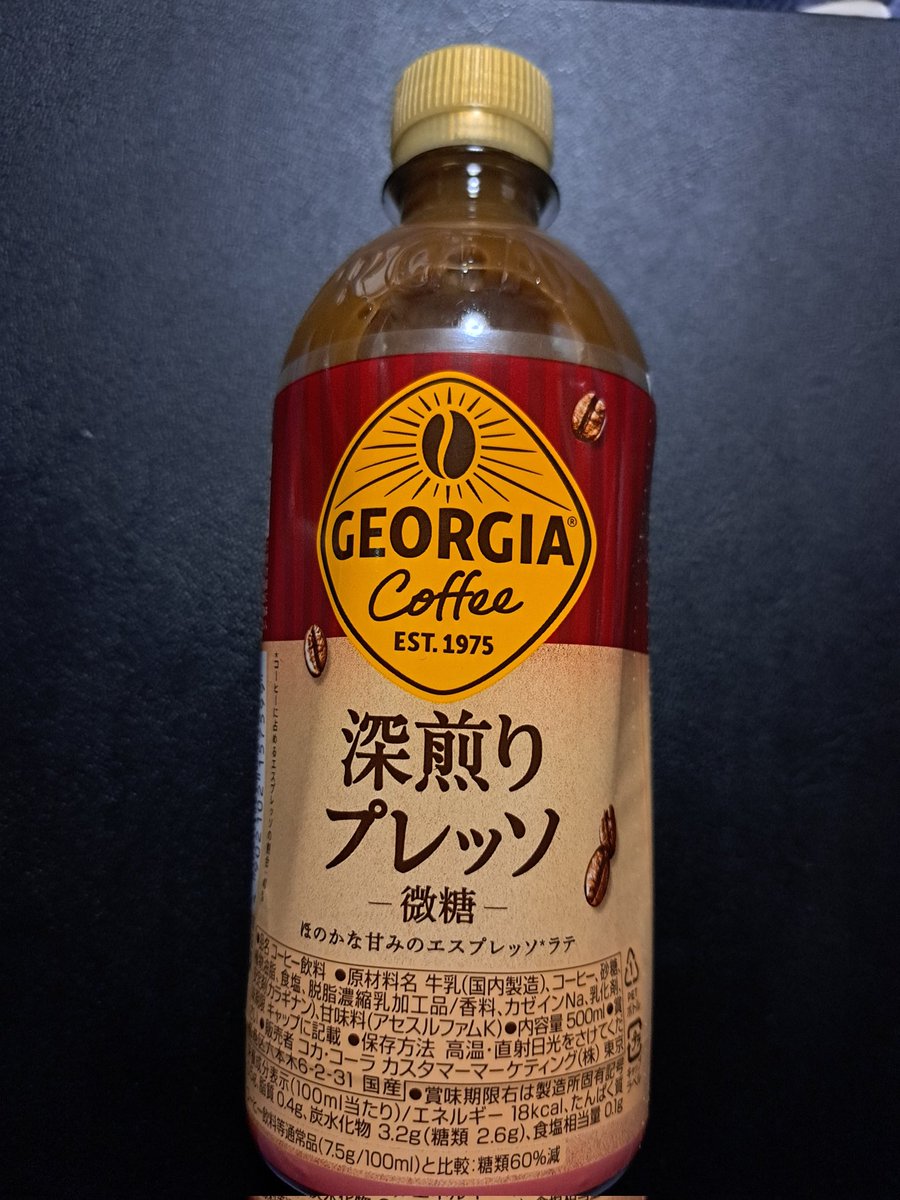 GEORGIA®
Coffee
EST. 1975
深煎り
プレッソ
微糖
ほのかな甘みのエスプレッソ*ラテ
●品名 コーヒー飲料 ●原材料名 牛乳(国内製造)、コーヒー、砂糖、
油脂、食塩、脱脂濃縮乳加工品/香料、カゼインNa、乳化剤、
カラギナン)、甘味料(アセスルファムK)●内容量 500ml●賞
キャップに記載 ●保存方法 高温・直射日光をさけてくだ
●販売者 コカ・コーラ カスタマーマーケティング(株) 東京
六本木6-2-31 国産 ●賞味期限右は製造所固有記号
成分表示(100ml当たり)/エネルギー 18kcal、たんぱく質
脂質 0.4g、炭水化物 3.2g(糖類 2.6g)、食塩相当量 0.1g
飲料等通常品(7.5g/100ml)と比較:糖類60%減